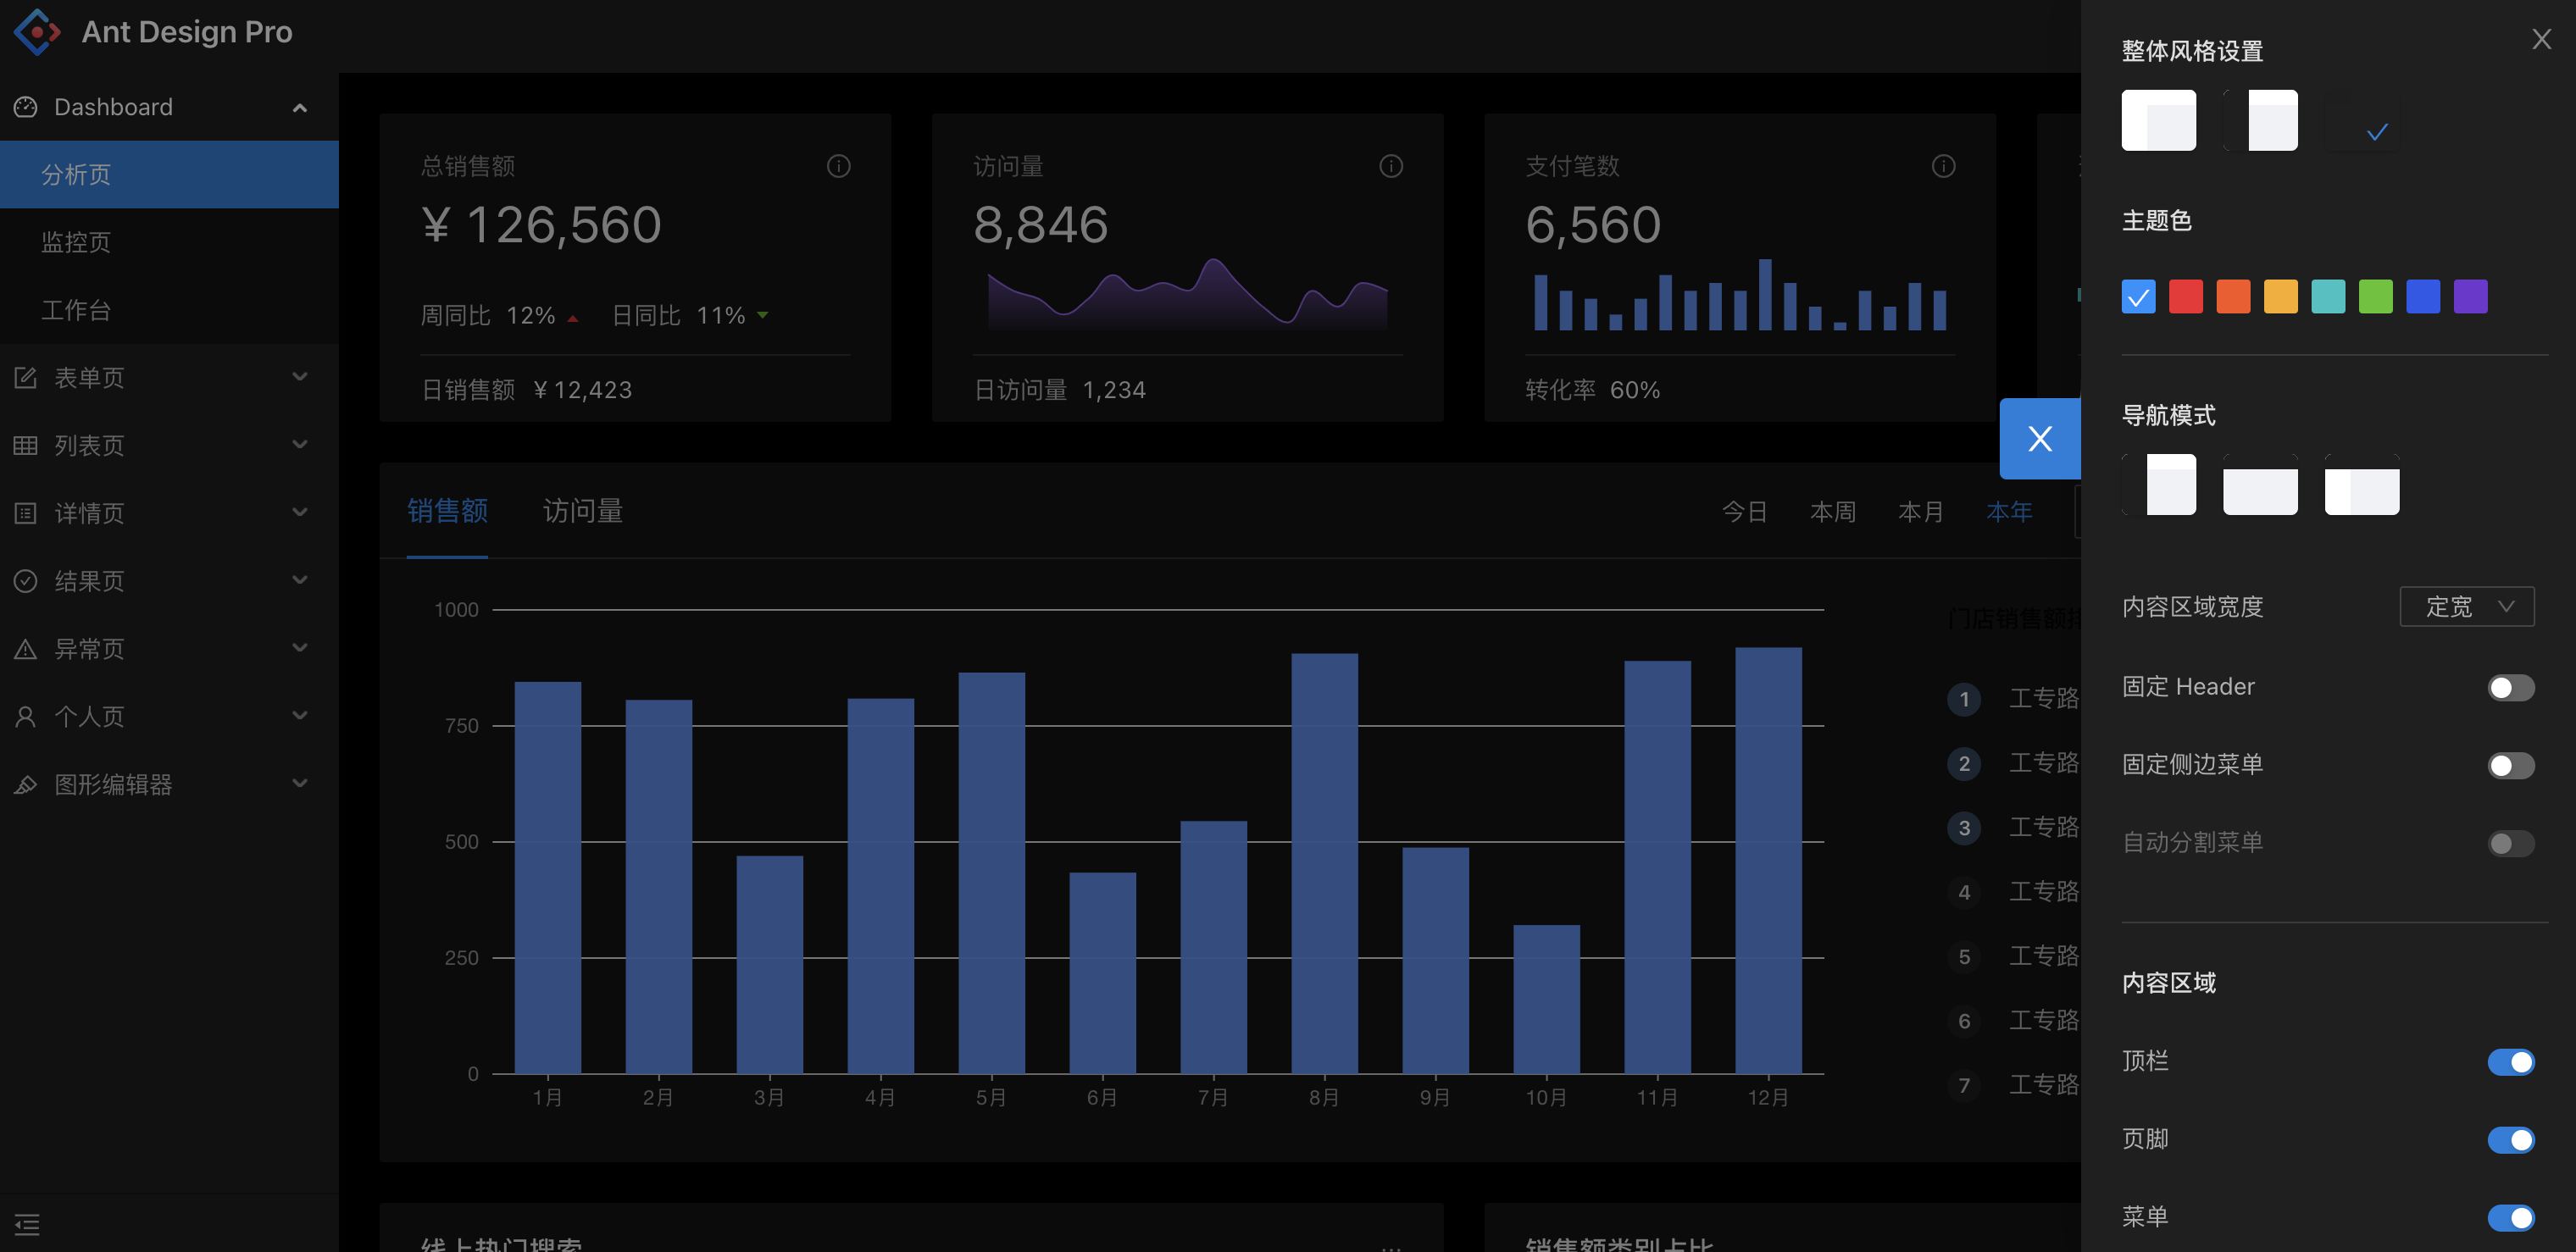 Ant Design Pro
Dashboard
分析页
监控页
工作台
表单页
列表页
详情页
结果页
异常页
个人页
图形编辑器
总销售额
¥ 126,560
周同比 12% 日同比 11%
日销售额 ¥ 12,423
访问量
8,846
日访问量 1,234
支付笔数
6,560
转化率 60%
销售额 访问量
今日 本周 本月 本年
1000
750
500
250
0
1月 2月 3月 4月 5月 6月 7月 8月 9月 10月 11月 12月
门店销售额
1 工专路
2 工专路
3 工专路
4 工专路
5 工专路
6 工专路
7 工专路
线上热门搜索
销售额类别占比
整体风格设置
主题色
导航模式
内容区域宽度 定宽
固定 Header
固定侧边菜单
自动分割菜单
内容区域
顶栏
页脚
菜单